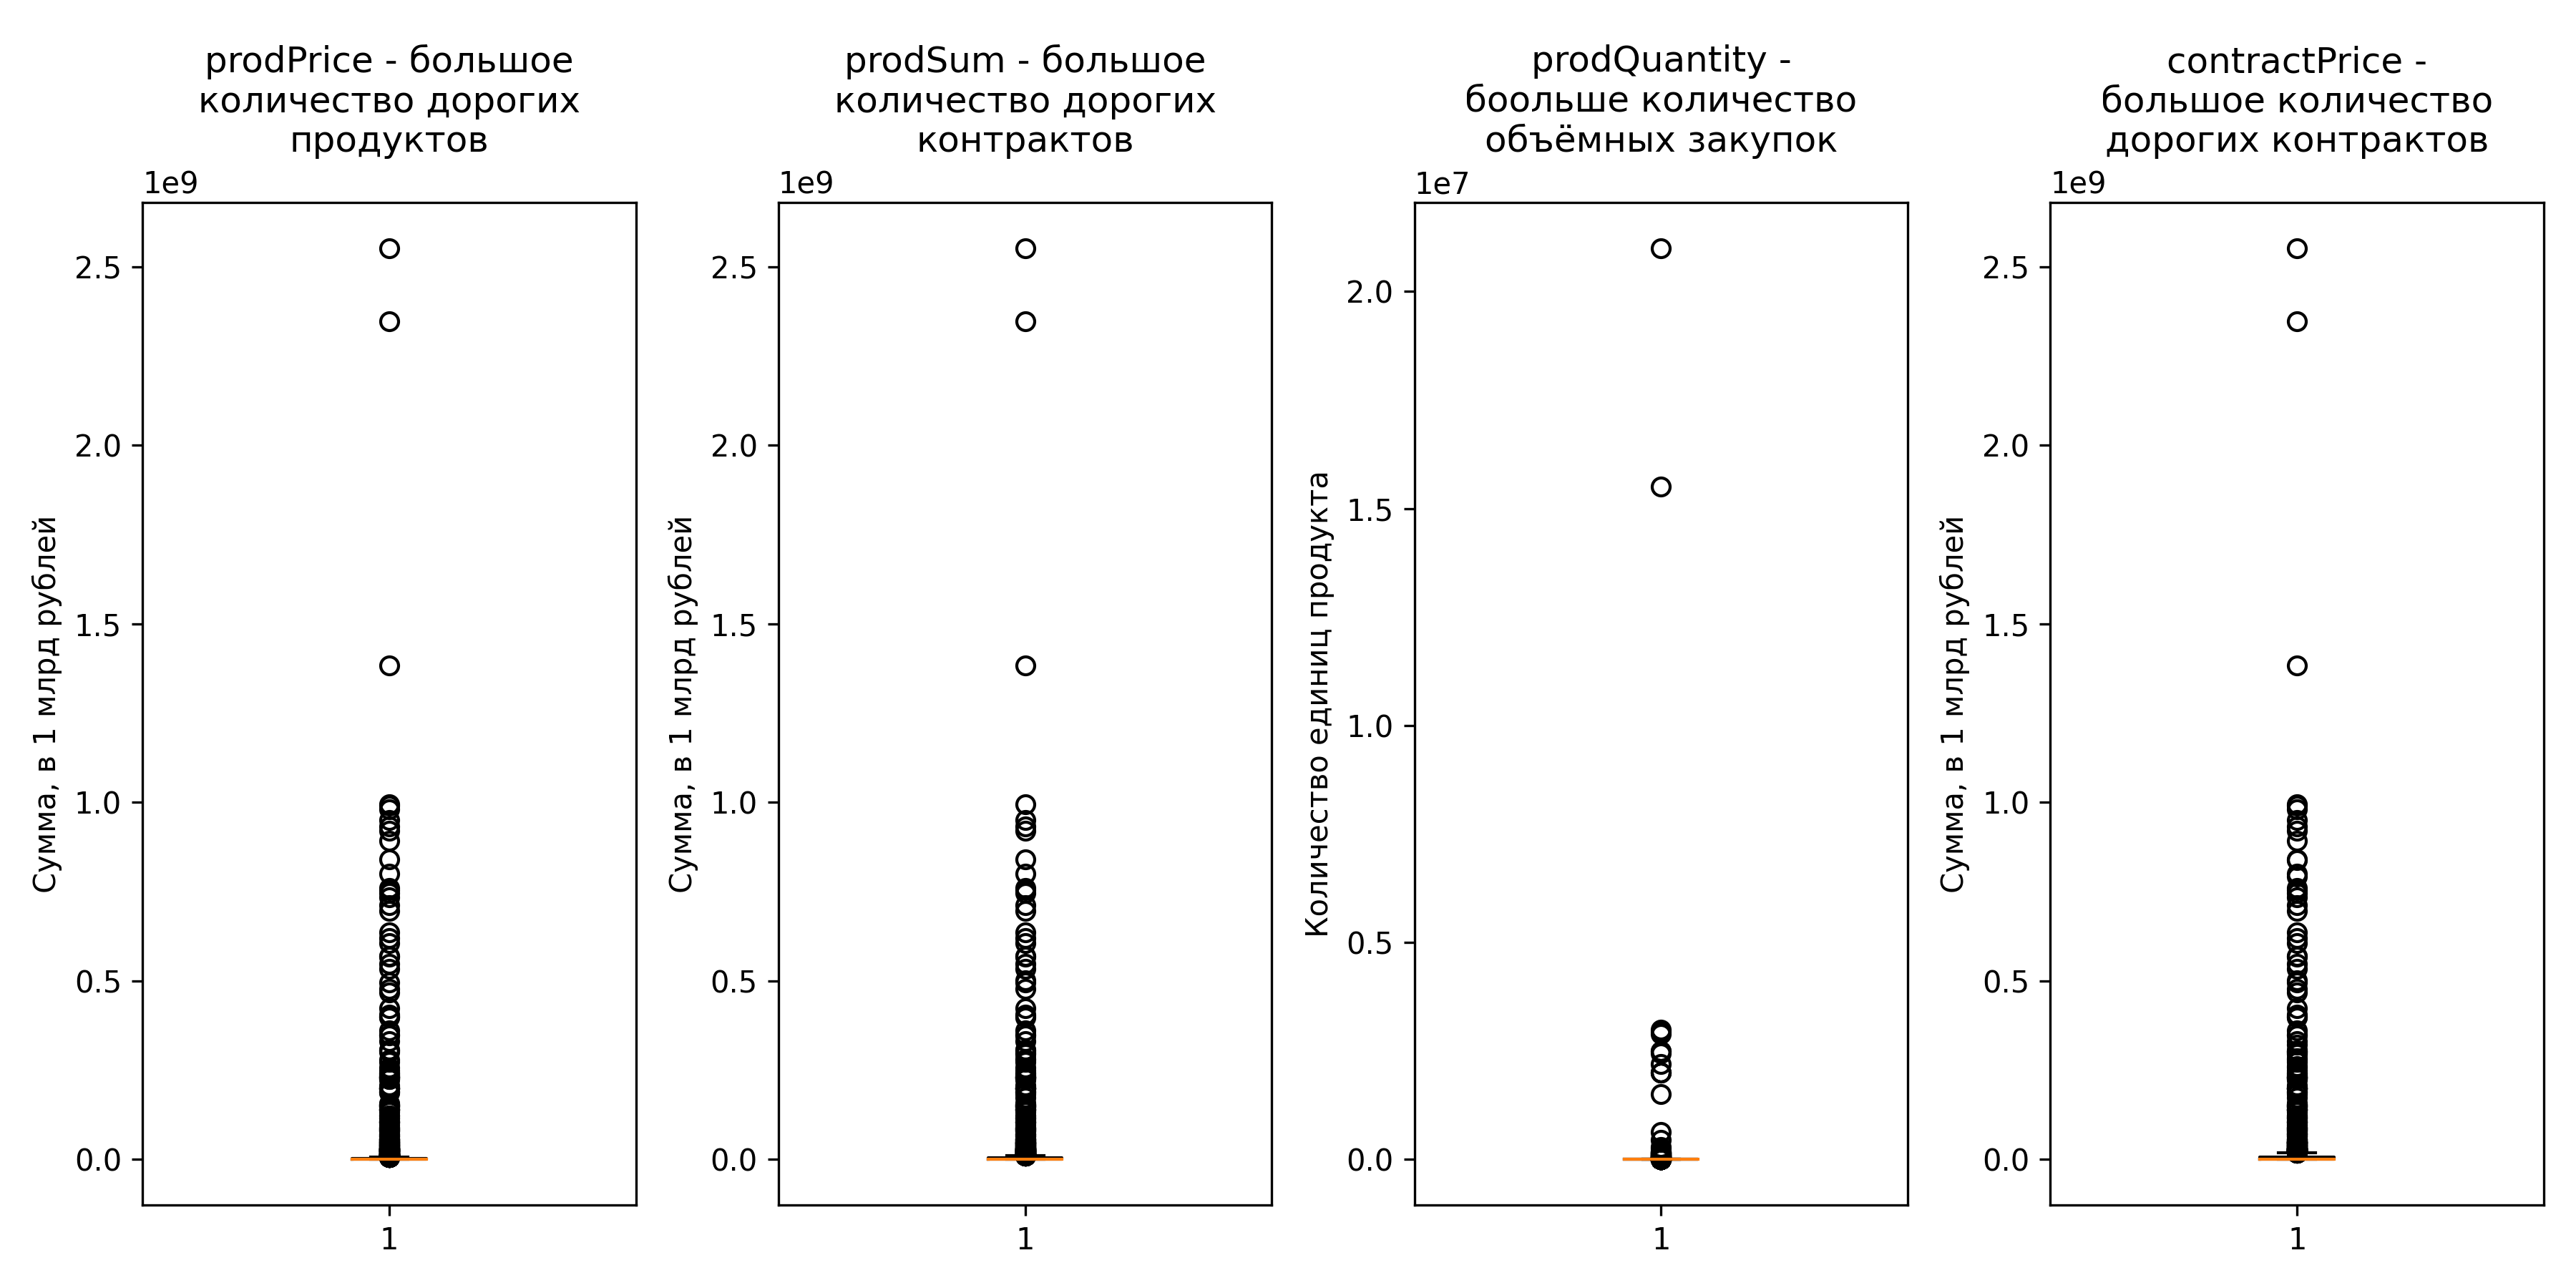 prodPrice - большое
количество дорогих
продуктов
1e9
2.5
2.0
1.5
1.0
0.5
0.0
Сумма, в 1 млрд рублей
1
prodSum - большое
количество дорогих
контрактов
1e9
2.5
2.0
1.5
1.0
0.5
0.0
Сумма, в 1 млрд рублей
1
prodQuantity -
боольше количество
объёмных закупок
1e7
2.0
1.5
1.0
0.5
0.0
Количество единиц продукта
1
contractPrice -
большое количество
дорогих контрактов
1e9
2.5
2.0
1.5
1.0
0.5
0.0
Сумма, в 1 млрд рублей
1